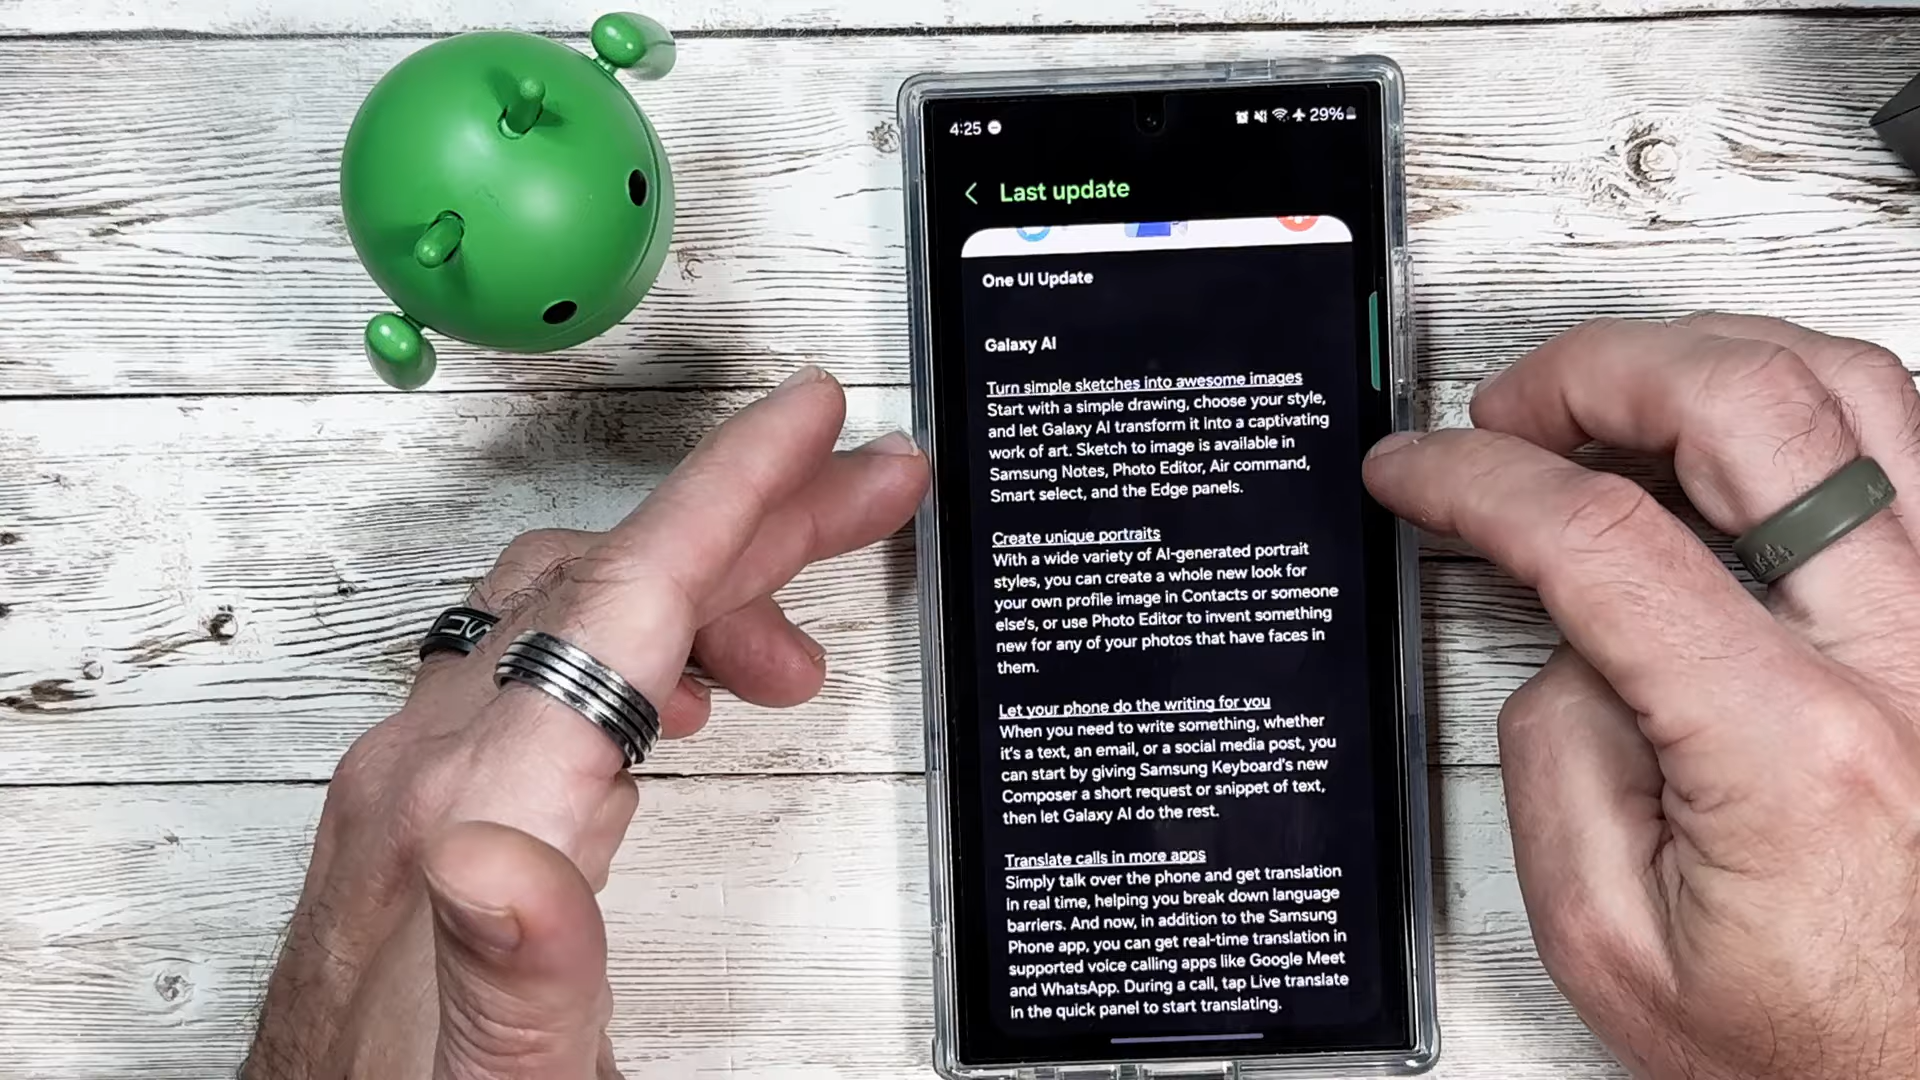 4:25
29%
Last update
One UI Update
Galaxy AI
Turn simple sketches into awesome images
Start with a simple drawing, choose your style,
and let Galaxy AI transform it into a captivating
work of art. Sketch to image is available in
Samsung Notes, Photo Editor, Air command,
Smart select, and the Edge panels.
Create unique portraits
With a wide variety of AI-generated portrait
styles, you can create a whole new look for
your own profile image in Contacts or someone
else's, or use Photo Editor to invent something
new for any of your photos that have faces in
them.
Let your phone do the writing for you
When you need to write something, whether
it's a text, an email, or a social media post, you
can start by giving Samsung Keyboard's new
Composer a short request or snippet of text,
then let Galaxy AI do the rest.
Translate calls in more apps
Simply talk over the phone and get translation
in real time, helping you break down language
barriers. And now, in addition to the Samsung
Phone app, you can get real-time translation in
supported voice calling apps like Google Meet
and WhatsApp. During a call, tap Live translate
in the quick panel to start translating.